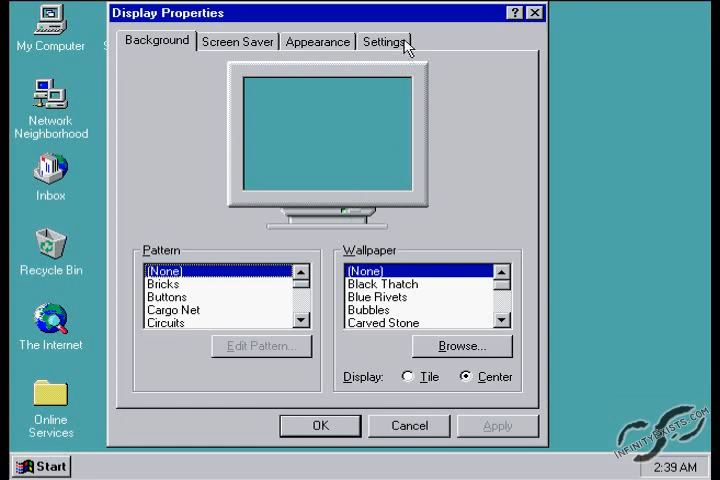 Display Properties
My Computer
Network
Neighborhood
Inbox
Recycle Bin
The Internet
Online
Services
Background
Screen Saver
Appearance
Settings
Pattern
(None)
Bricks
Buttons
Cargo Net
Circuits
Edit Pattern...
Wallpaper
(None)
Black Thatch
Blue Rivets
Bubbles
Carved Stone
Browse...
Display: Tile Center
OK
Cancel
Apply
InfinityExists.com
Start
2:39 AM